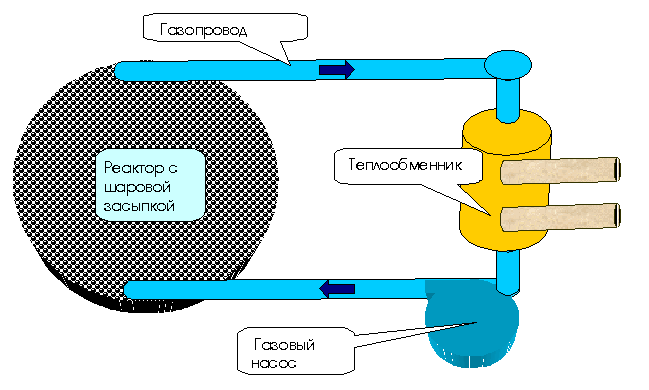 Газопровод
Реактор с
шаровой
засыпкой
Теплообменник
Газовый
насос